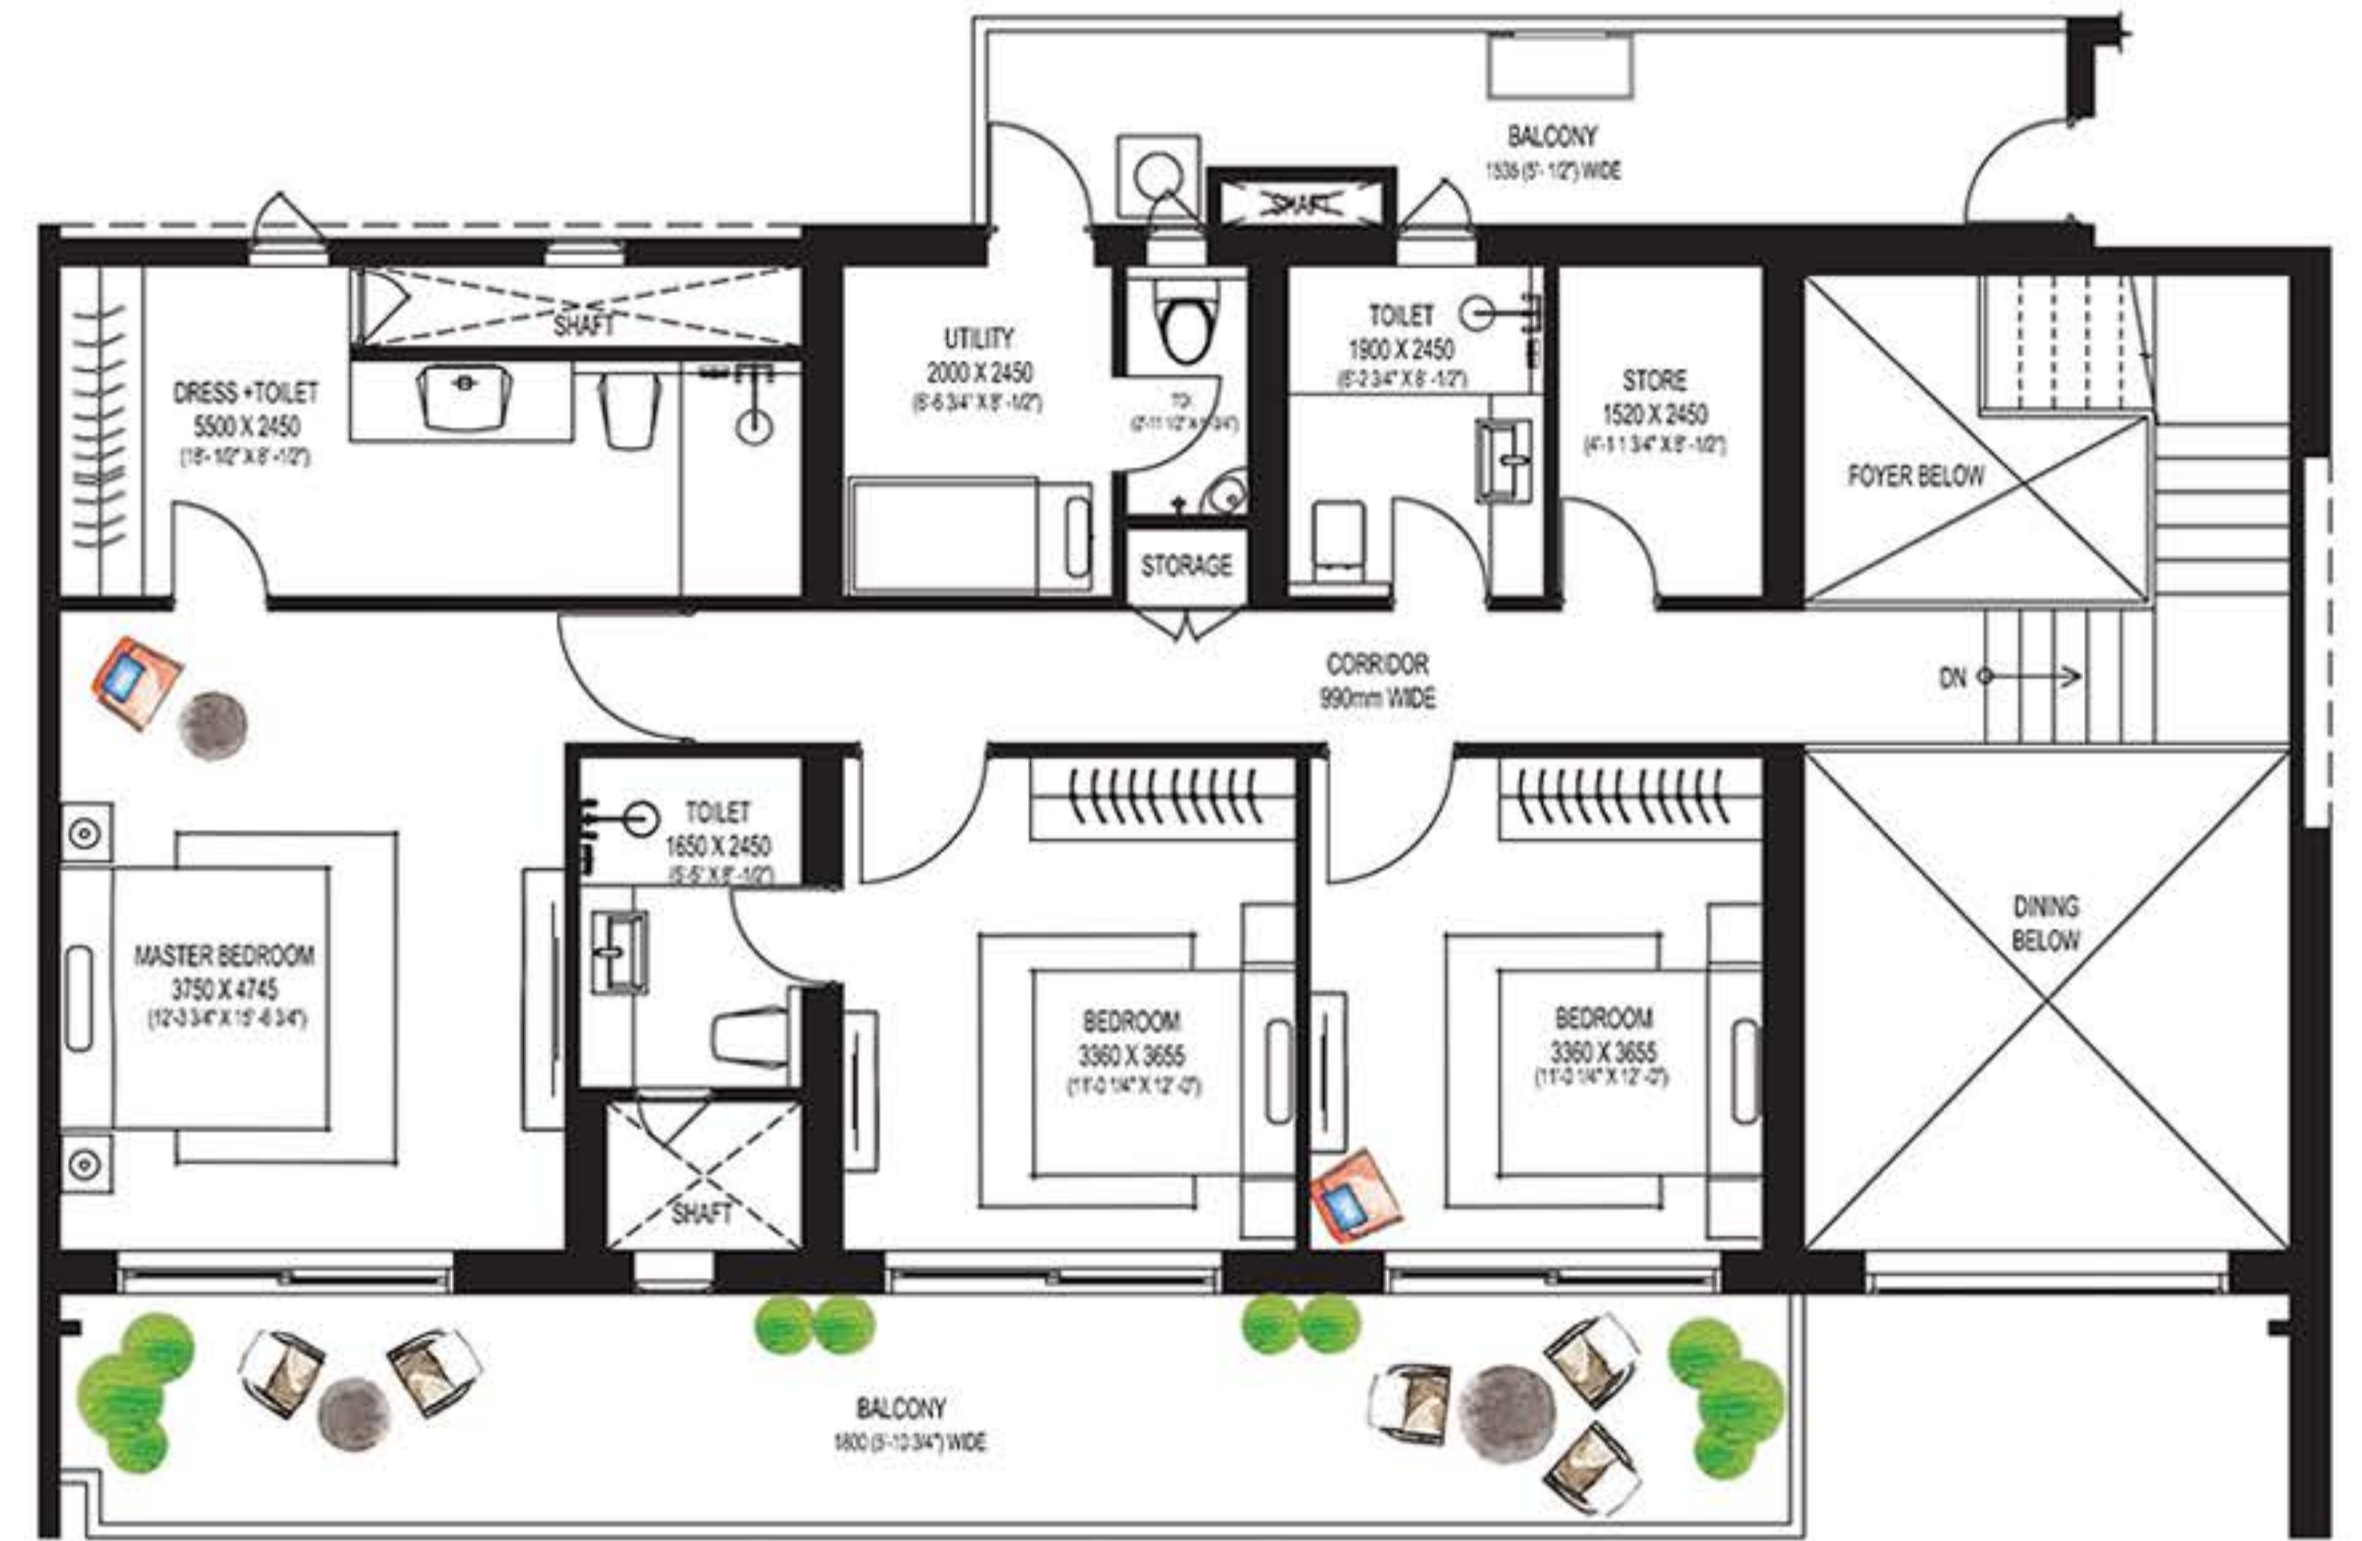 BALCONY
1535 (5'- 1/2") WIDE
SHAFT
SHAFT
DRESS +TOILET
5500 X 2450
(18'- 1/2" X 8' -1/2")
UTILITY
2000 X 2450
(6'-6 3/4" X 8' -1/2")
TOILET
1900 X 2450
(6'-2 3/4" X 8' -1/2")
STORE
1520 X 2450
(4'-1 1 3/4" X 8' -1/2")
FOYER BELOW
STORAGE
CORRIDOR
990mm WIDE
DN
TOILET
1650 X 2450
(5'-5" X 8' -1/2")
MASTER BEDROOM
3750 X 4745
(12'-3 3/4" X 15' -6 3/4")
BEDROOM
3360 X 3655
(11'-0 1/4" X 12' -0")
BEDROOM
3360 X 3655
(11'-0 1/4" X 12' -0")
DINING
BELOW
SHAFT
BALCONY
1800 (5'-10 3/4") WIDE